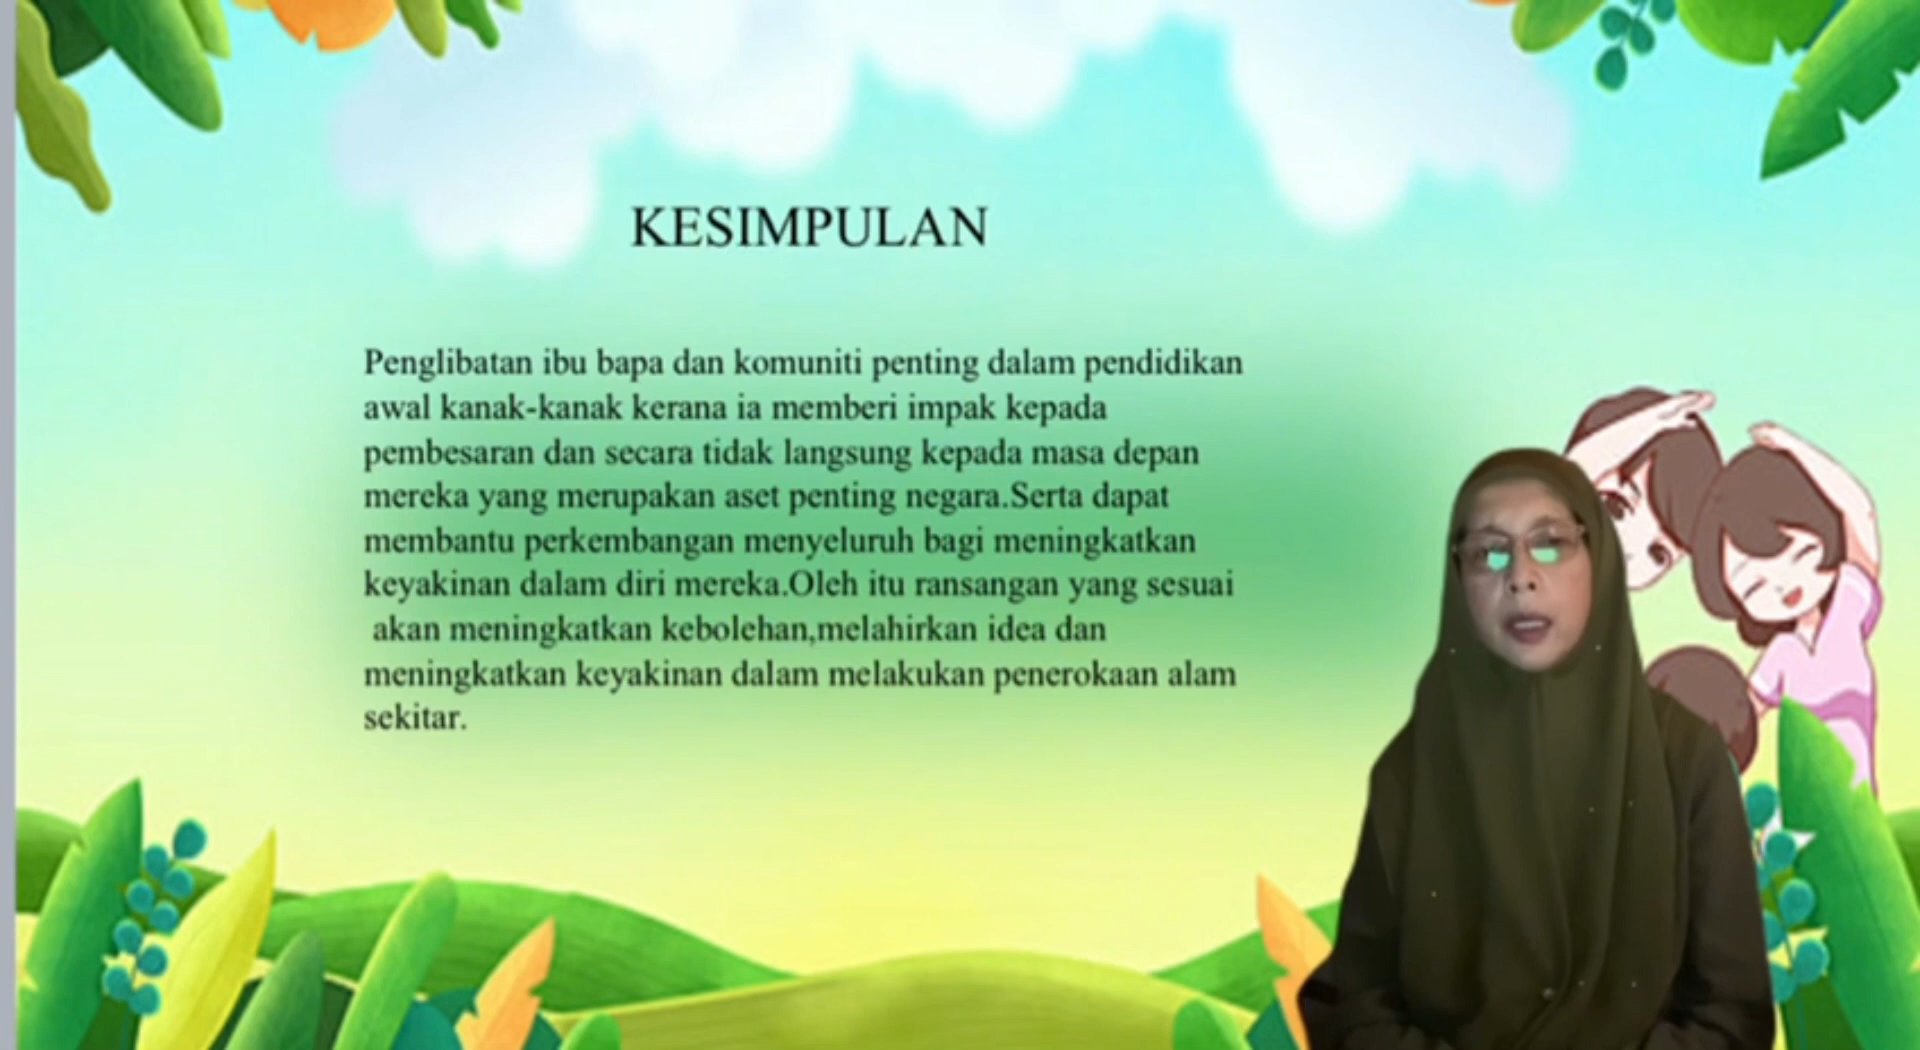 KESIMPULAN
Penglibatan ibu bapa dan komuniti penting dalam pendidikan
awal kanak-kanak kerana ia memberi impak kepada
pembesaran dan secara tidak langsung kepada masa depan
mereka yang merupakan aset penting negara.Serta dapat
membantu perkembangan menyeluruh bagi meningkatkan
keyakinan dalam diri mereka.Oleh itu ransangan yang sesuai
akan meningkatkan kebolehan,melahirkan idea dan
meningkatkan keyakinan dalam melakukan penerokaan alam
sekitar.